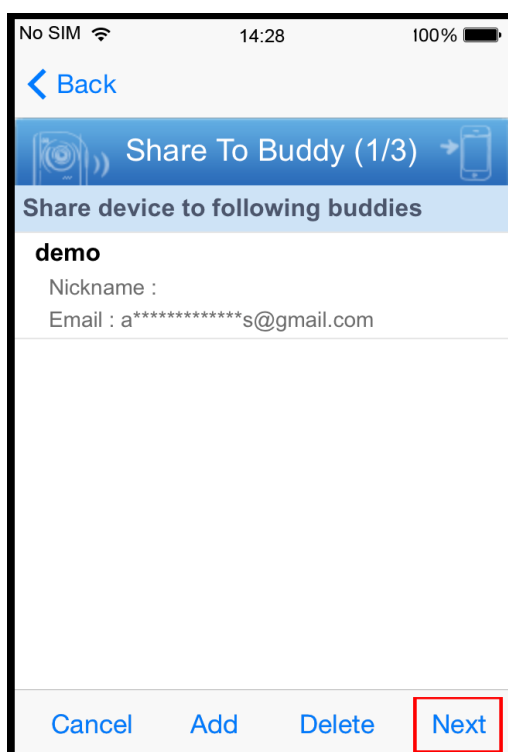 No SIM 14:28 100%
Back
Share To Buddy (1/3)
Share device to following buddies
demo
Nickname :
Email : a*************s@gmail.com
Cancel Add Delete Next